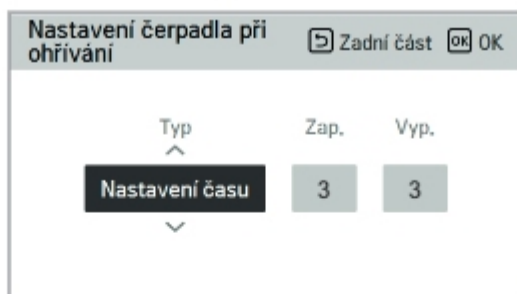 Nastavení čerpadla při
ohřívání
Zadní část OK OK
Typ Zap. Vyp.
Nastavení času 3 3